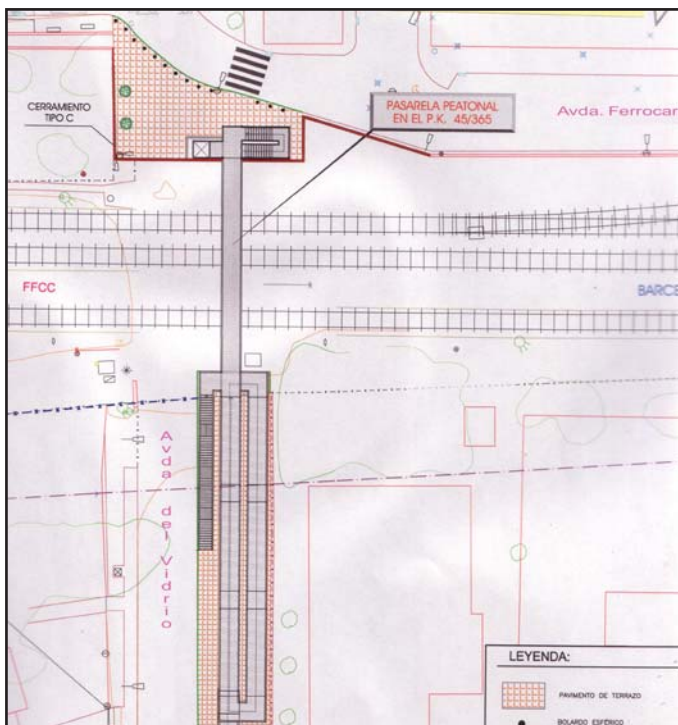 CERRAMIENTO
TIPO C
PASARELA PEATONAL
EN EL P.K. 45/365
Avda. Ferrocar
FFCC
BARCE
Avda del Vidrio
LEYENDA:
PAVIMENTO DE TERRAZO
BOLARDO ESFÉRICO